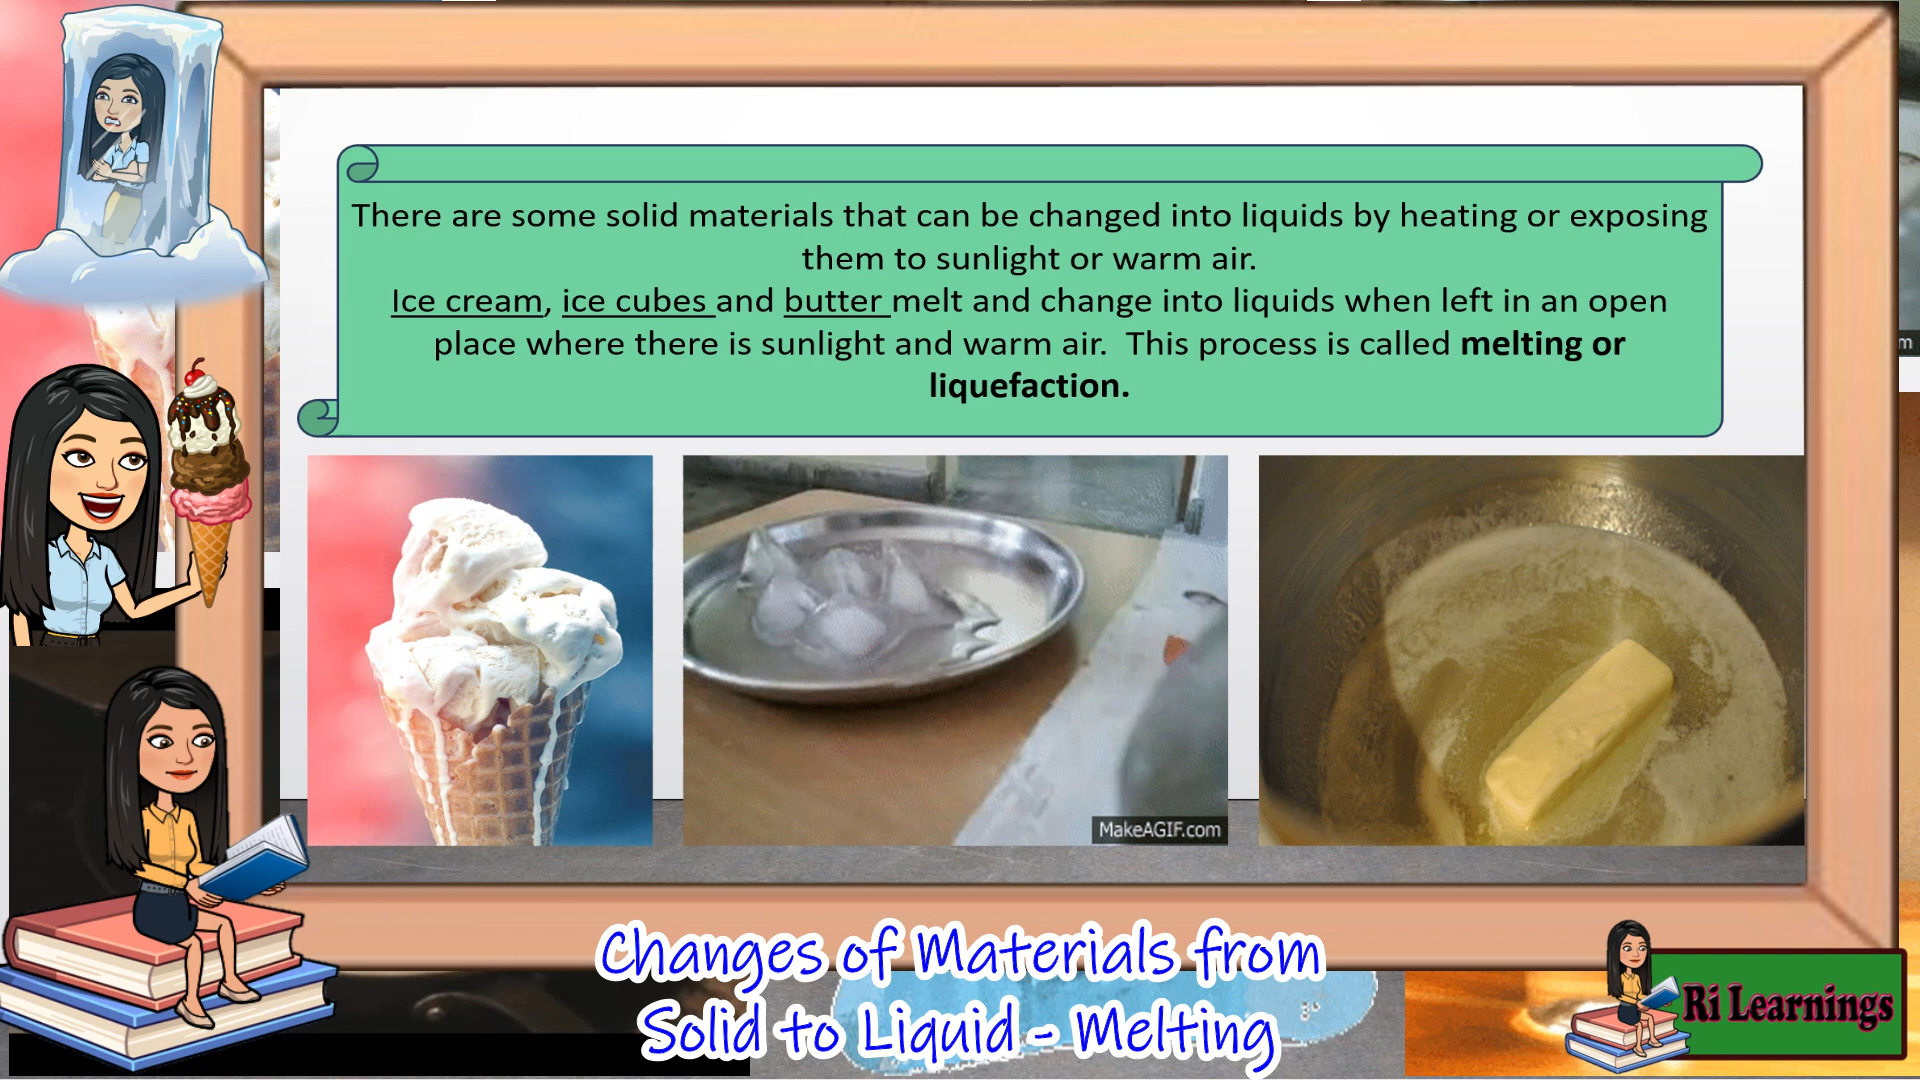 There are some solid materials that can be changed into liquids by heating or exposing
them to sunlight or warm air.
Ice cream, ice cubes and butter melt and change into liquids when left in an open
place where there is sunlight and warm air. This process is called melting or
liquefaction.
MakeAGIF.com
Changes of Materials from
Solid to Liquid - Melting
Ri Learnings
m